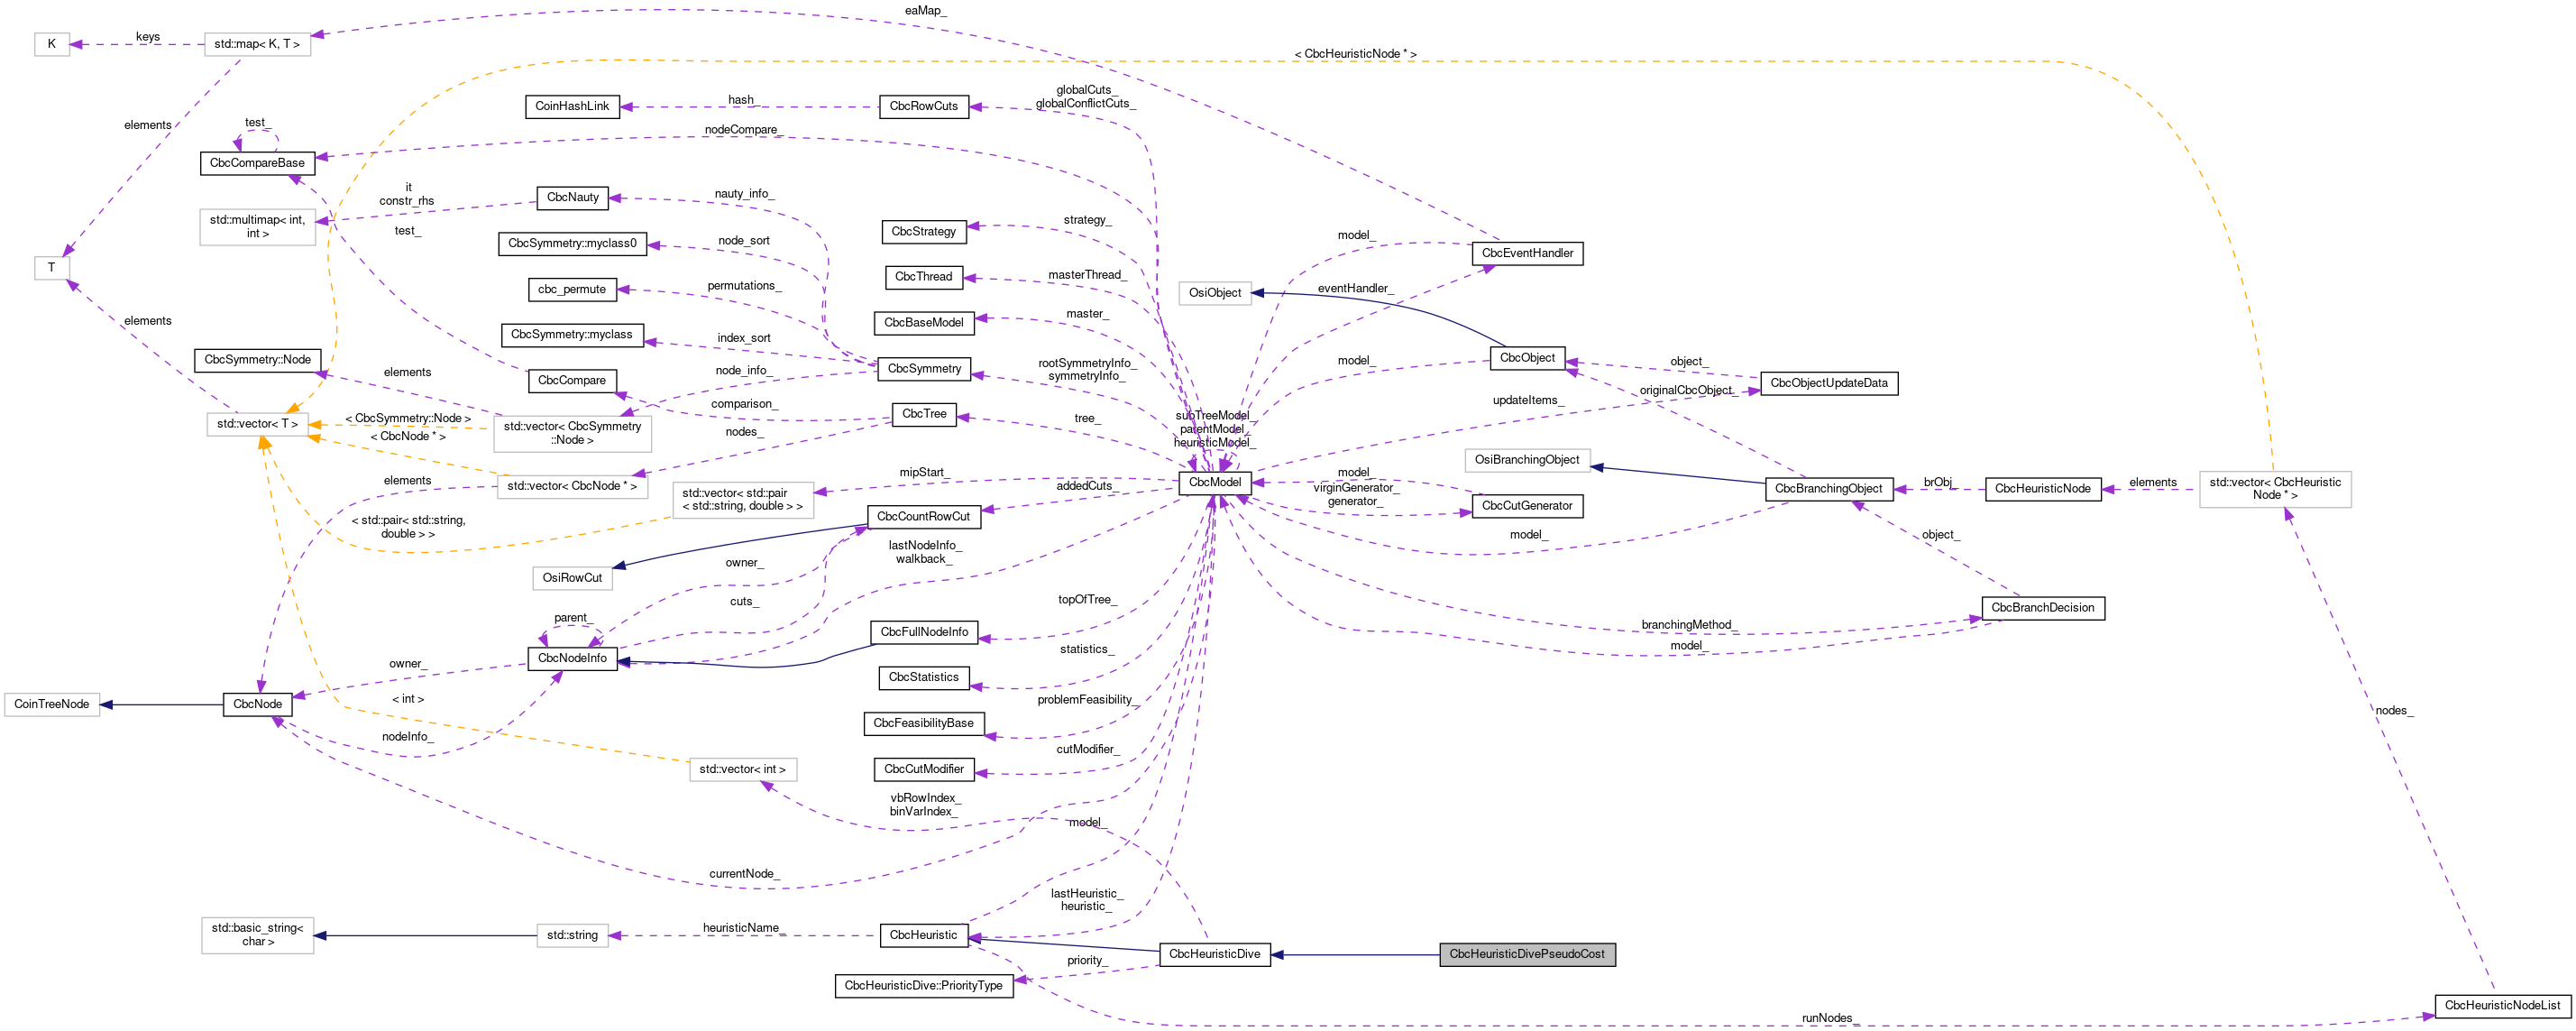 eaMap_
K
keys
std::map< K, T >
< CbcHeuristicNode * >
elements
CoinHashLink
hash_
CbcRowCuts
globalCuts_
globalConflictCuts_
test_
nodeCompare_
CbcCompareBase
it
constr_rhs
CbcNauty
nauty_info_
std::multimap< int,
int >
test_
CbcStrategy
strategy_
model_
CbcSymmetry::myclass0
node_sort
CbcEventHandler
T
cbc_permute
permutations_
CbcThread
masterThread_
OsiObject
eventHandler_
elements
CbcSymmetry::myclass
index_sort
CbcBaseModel
master_
CbcSymmetry::Node
elements
CbcCompare
node_info_
CbcSymmetry
rootSymmetryInfo_
symmetryInfo_
model_
CbcObject
object_
CbcObjectUpdateData
originalCbcObject_
updateItems_
std::vector< T >
< CbcSymmetry::Node >
< CbcNode * >
std::vector< CbcSymmetry
::Node >
comparison_
nodes_
CbcTree
tree_
subTreeModel_
parentModel_
heuristicModel_
OsiBranchingObject
elements
std::vector< CbcNode * >
mipStart_
std::vector< std::pair
< std::string, double > >
addedCuts_
CbcModel
model_
virginGenerator_
generator_
CbcCutGenerator
CbcBranchingObject
brObj_
CbcHeuristicNode
elements
std::vector< CbcHeuristic
Node * >
< std::pair< std::string,
double > >
CbcCountRowCut
lastNodeInfo_
walkback_
model_
object_
OsiRowCut
owner_
cuts_
topOfTree_
CbcBranchDecision
parent_
CbcFullNodeInfo
branchingMethod_
model_
CbcNodeInfo
owner_
CbcStatistics
statistics_
CoinTreeNode
CbcNode
< int >
nodeInfo_
CbcFeasibilityBase
problemFeasibility_
nodes_
std::vector< int >
CbcCutModifier
cutModifier_
vbRowIndex_
binVarIndex_
model_
currentNode_
lastHeuristic_
heuristic_
std::basic_string<
char >
std::string
heuristicName_
CbcHeuristic
CbcHeuristicDive
CbcHeuristicDivePseudoCost
priority_
CbcHeuristicDive::PriorityType
CbcHeuristicNodeList
runNodes_